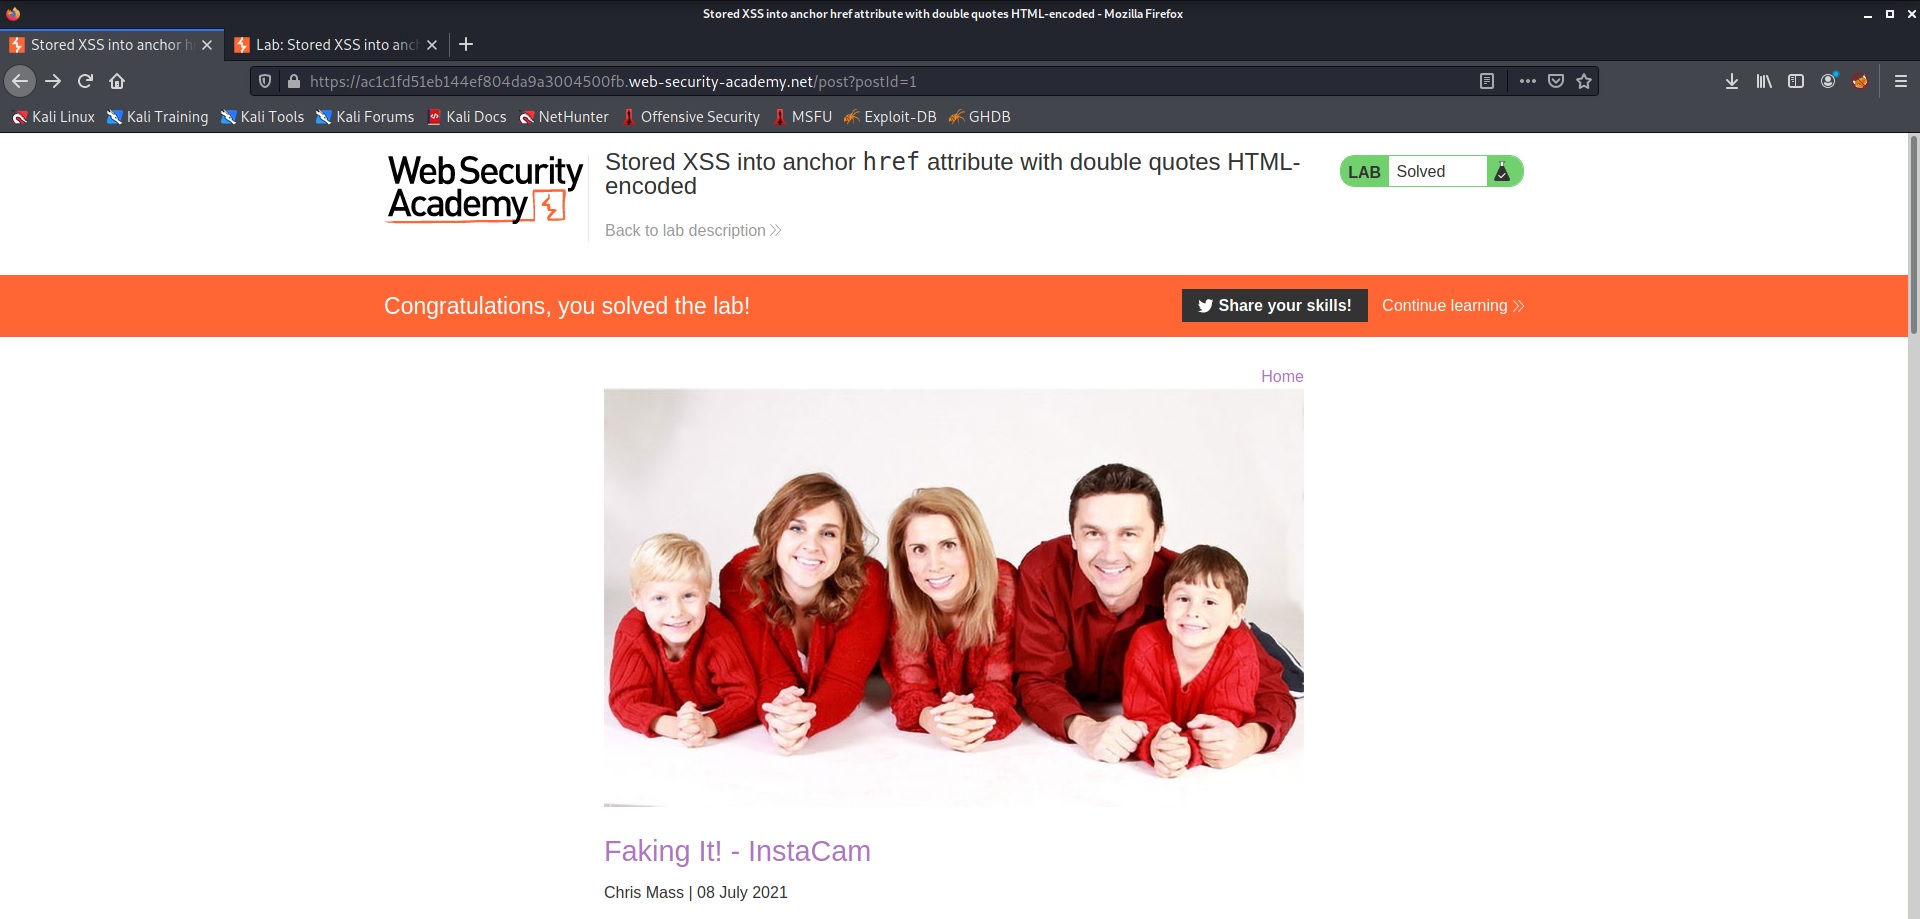 Stored XSS into anchor href attribute with double quotes HTML-encoded - Mozilla Firefox
Stored XSS into anchor h
Lab: Stored XSS into anc
https://ac1c1fd51eb144ef804da9a3004500fb.web-security-academy.net/post?postId=1
Kali Linux Kali Training Kali Tools Kali Forums Kali Docs NetHunter Offensive Security MSFU Exploit-DB GHDB
WebSecurity
Academy
Stored XSS into anchor href attribute with double quotes HTML-
encoded
Back to lab description
LAB Solved
Congratulations, you solved the lab!
Share your skills!
Continue learning
Home
Faking It! - InstaCam
Chris Mass | 08 July 2021